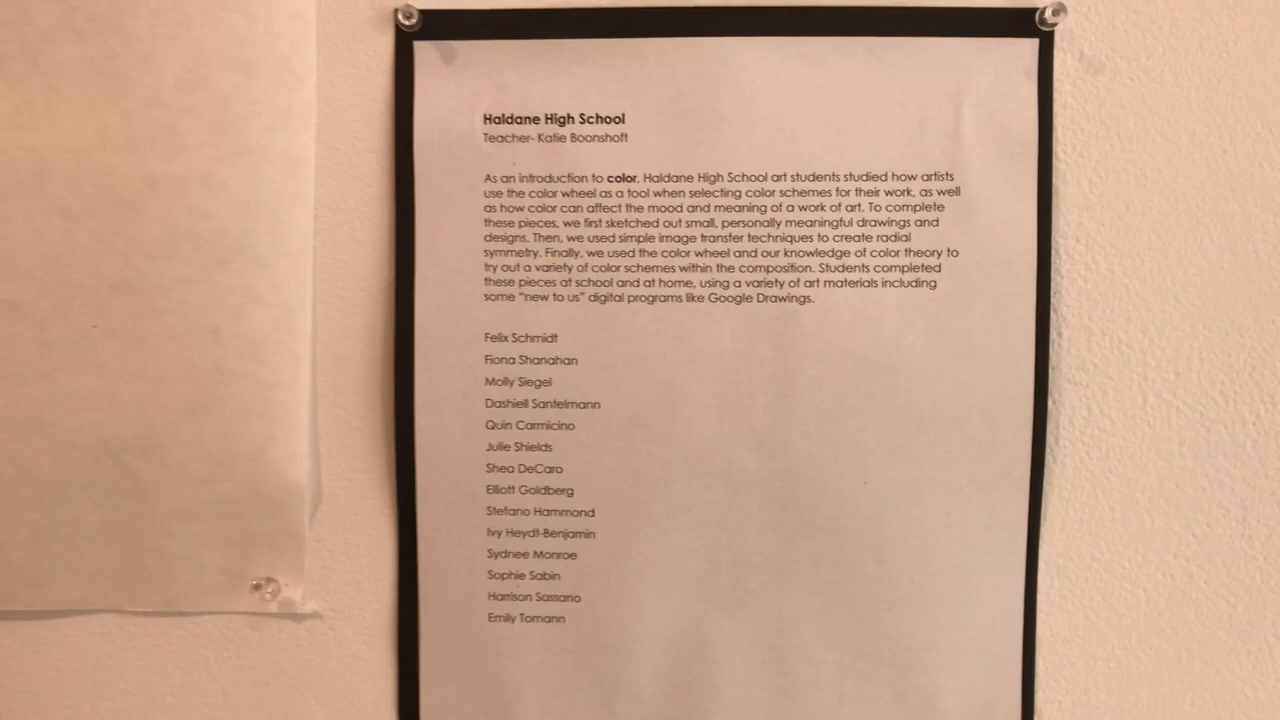 Haldane High School
Teacher- Katie Boonshoft
As an introduction to color, Haldane High School art students studied how artists
use the color wheel as a tool when selecting color schemes for their work, as well
as how color can affect the mood and meaning of a work of art. To complete
these pieces, we first sketched out small, personally meaningful drawings and
designs. Then, we used simple image transfer techniques to create radial
symmetry. Finally, we used the color wheel and our knowledge of color theory to
try out a variety of color schemes within the composition. Students completed
these pieces at school and at home, using a variety of art materials including
some "new to us" digital programs like Google Drawings.
Felix Schmidt
Fiona Shanahan
Molly Siegel
Dashiell Santelmann
Quin Carmicino
Julie Shields
Shea DeCaro
Elliott Goldberg
Stefano Hammond
Ivy Heydt-Benjamin
Sydnee Monroe
Sophie Sabin
Harrison Sassano
Emily Tomann